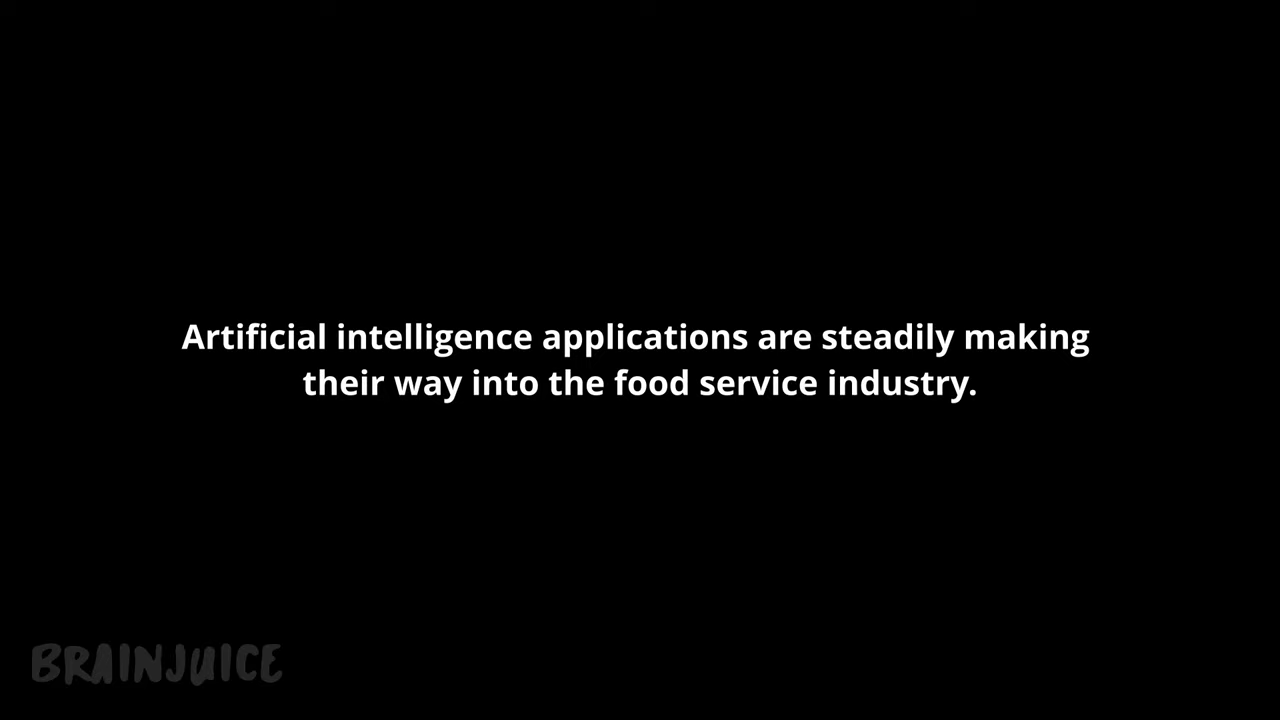 Artificial intelligence applications are steadily making
their way into the food service industry.
BRAINJUICE